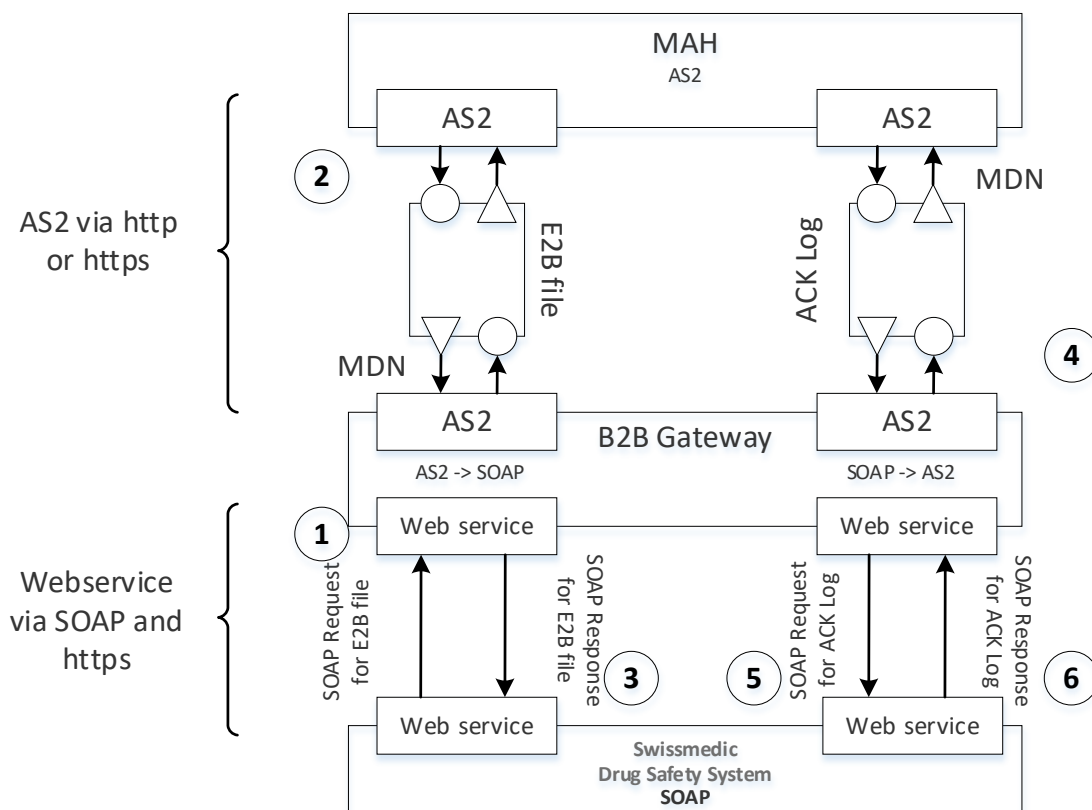 MAH
AS2
AS2
AS2
2
MDN
AS2 via http
or https
E2B file
ACK Log
4
MDN
AS2
AS2
B2B Gateway
AS2 -> SOAP
SOAP -> AS2
1
Web service
Web service
Webservice
via SOAP and
https
SOAP Request
for E2B file
SOAP Response
for E2B file
3
5
SOAP Request
for ACK Log
SOAP Response
for ACK Log
6
Web service
Web service
Swissmedic
Drug Safety System
SOAP